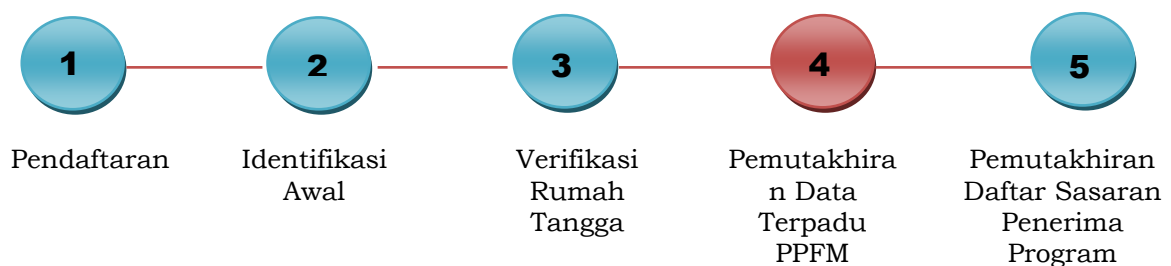 1
2
3
4
5
Pendaftaran
Identifikasi
Awal
Verifikasi
Rumah
Tangga
Pemutakhira
n Data
Terpadu
PPFM
Pemutakhiran
Daftar Sasaran
Penerima
Program